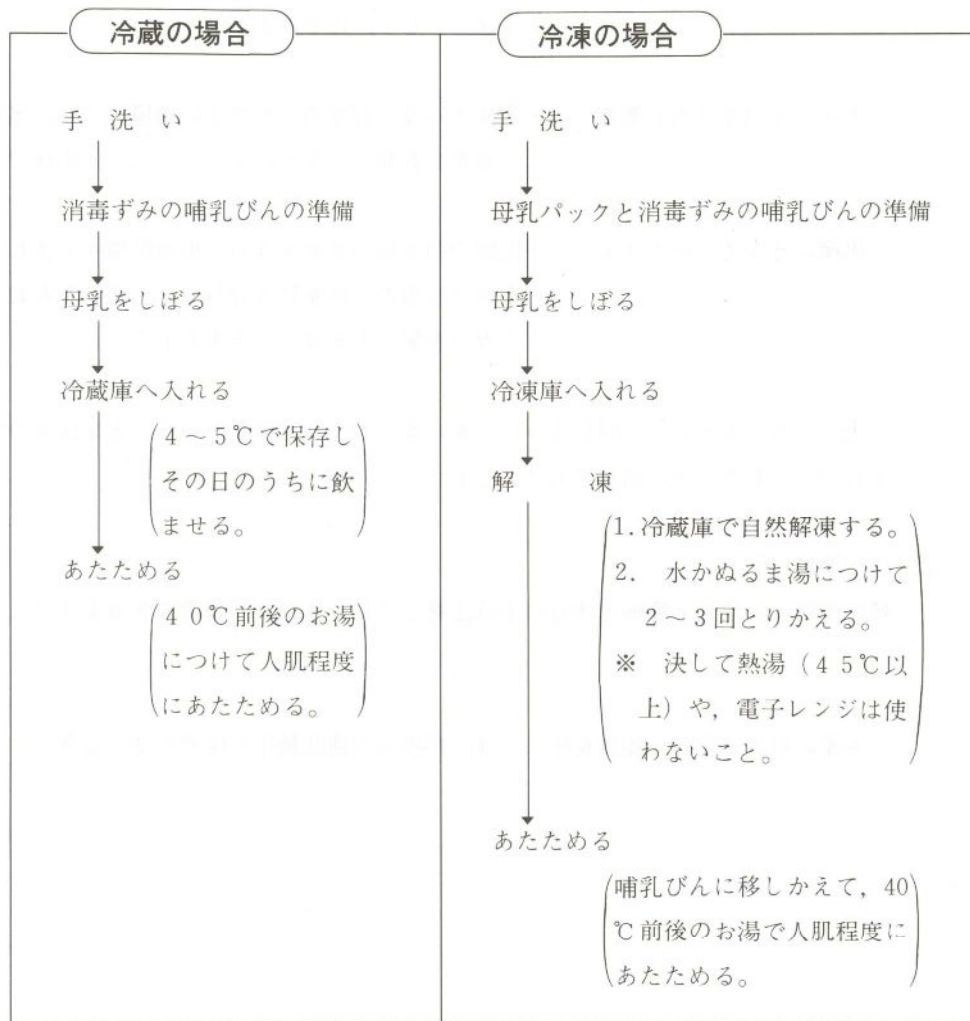 冷蔵の場合
手　洗　い
消毒ずみの哺乳びんの準備
母乳をしぼる
冷蔵庫へ入れる
4～5℃で保存し
その日のうちに飲
ませる。
あたためる
40℃前後のお湯
につけて人肌程度
にあたためる。
冷凍の場合
手　洗　い
母乳パックと消毒ずみの哺乳びんの準備
母乳をしぼる
冷凍庫へ入れる
解　　　凍
1.冷蔵庫で自然解凍する。
2.　水かぬるま湯につけて
2～3回とりかえる。
※　決して熱湯（45℃以
上）や，電子レンジは使
わないこと。
あたためる
哺乳びんに移しかえて，40
℃前後のお湯で人肌程度に
あたためる。